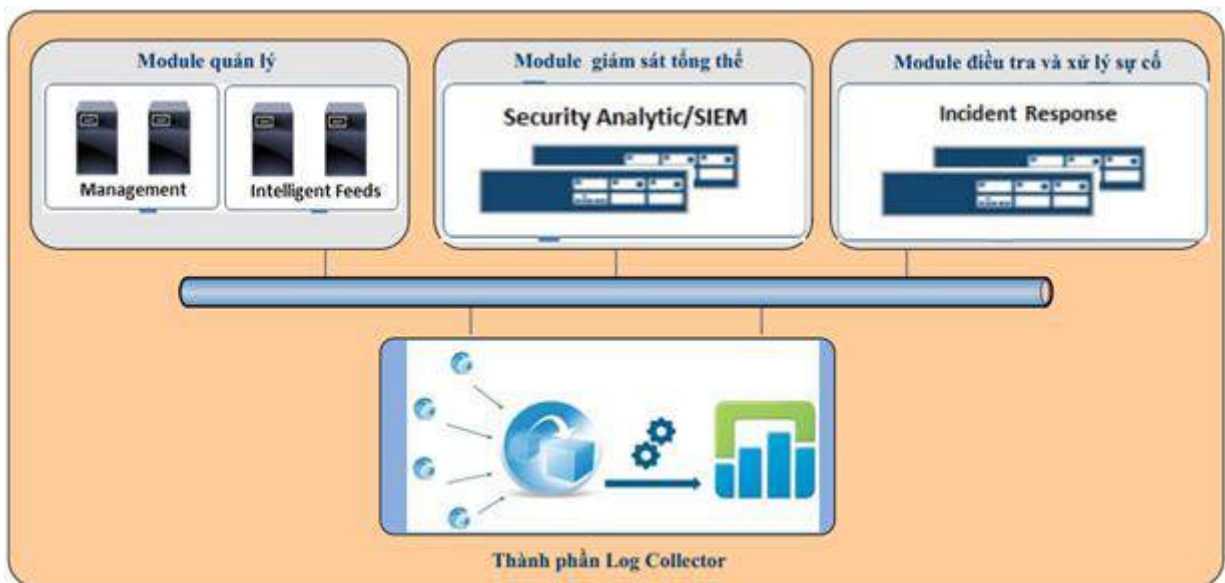 Module quản lý
Management
Intelligent Feeds
Module giám sát tổng thể
Security Analytic/SIEM
Module điều tra và xử lý sự cố
Incident Response
Thành phần Log Collector